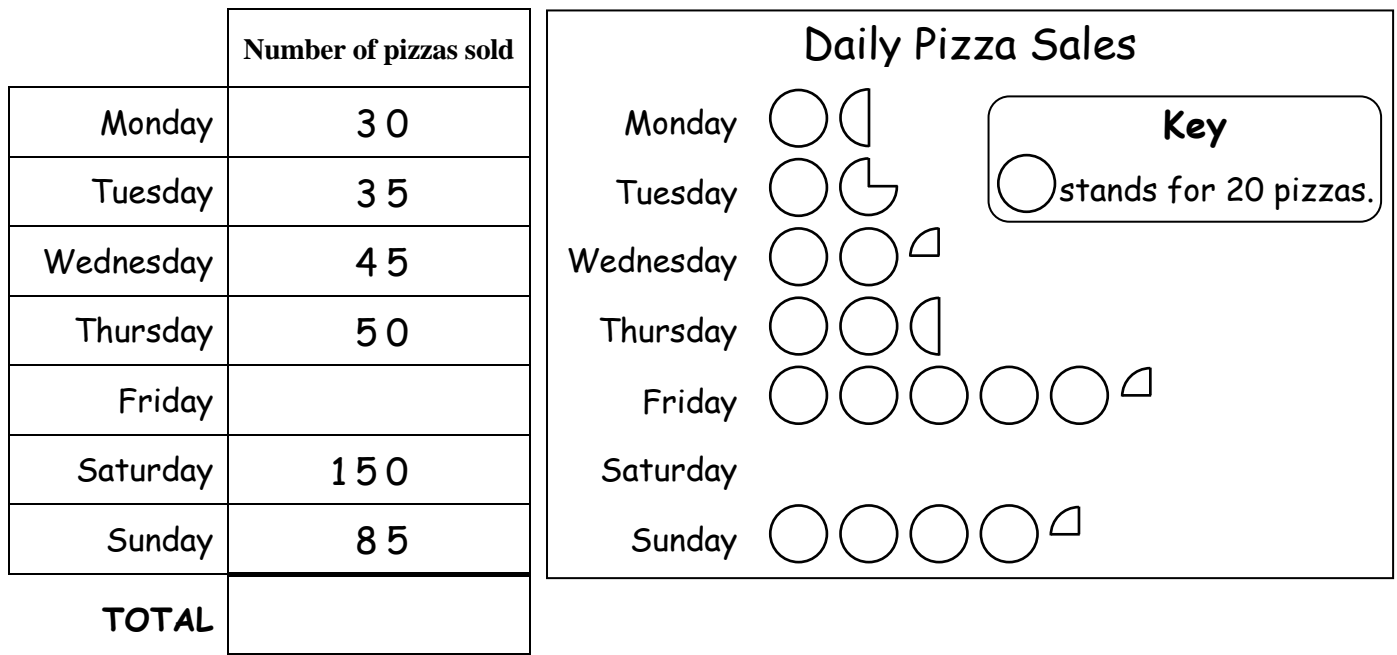 Number of pizzas sold
Monday 30
Tuesday 35
Wednesday 45
Thursday 50
Friday
Saturday 150
Sunday 85
TOTAL
Daily Pizza Sales
Monday
Tuesday
Wednesday
Thursday
Friday
Saturday
Sunday
Key
stands for 20 pizzas.